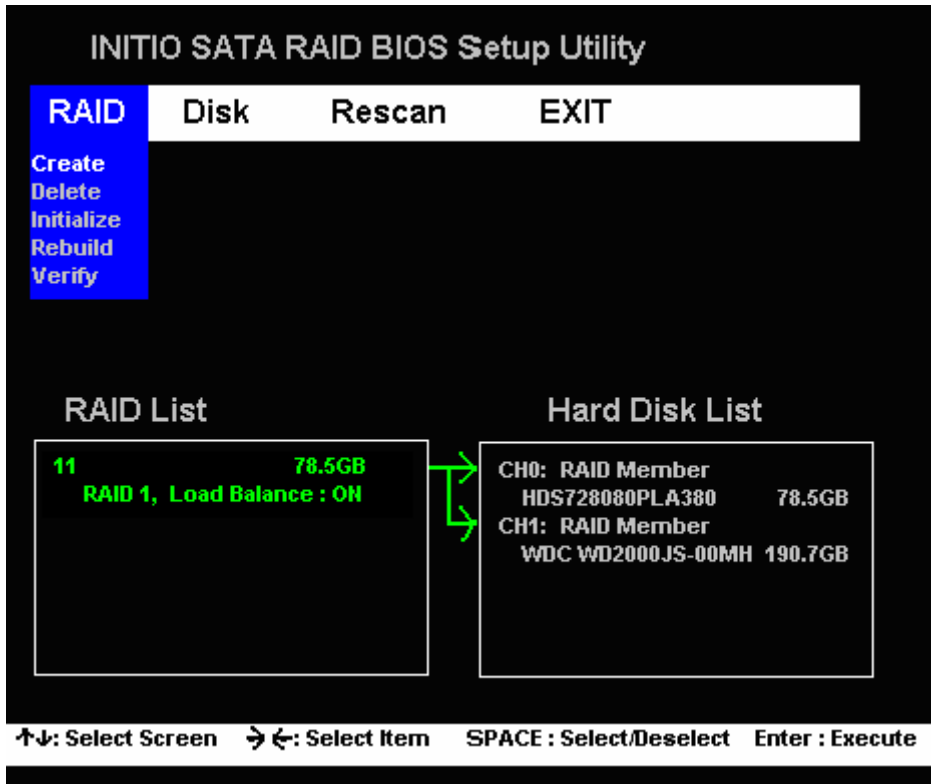 INITIO SATA RAID BIOS Setup Utility
RAID Disk Rescan EXIT
Create
Delete
Initialize
Rebuild
Verify
RAID List
Hard Disk List
11 78.5GB
RAID 1, Load Balance : ON
CH0: RAID Member
HDS728080PLA380 78.5GB
CH1: RAID Member
WDC WD2000JS-00MH 190.7GB
↑↓: Select Screen →←: Select Item SPACE : Select/Deselect Enter : Execute